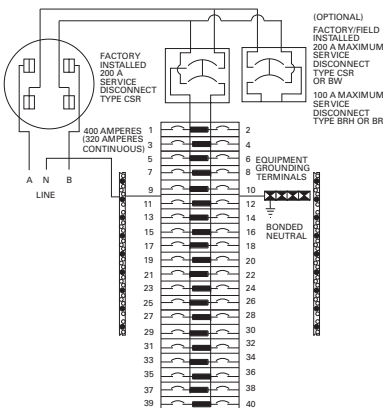 (OPTIONAL)
FACTORY/FIELD
INSTALLED
200 A MAXIMUM
SERVICE
DISCONNECT
TYPE CSR
OR BW
100 A MAXIMUM
SERVICE
DISCONNECT
TYPE BRH OR BR
FACTORY
INSTALLED
200 A
SERVICE
DISCONNECT
TYPE CSR
400 AMPERES
(320 AMPERES
CONTINUOUS)
A N B
LINE
1 2
3 4
5 6
7 8
9 10
11 12
13 14
15 16
17 18
19 20
21 22
23 24
25 26
27 28
29 30
31 32
33 34
35 36
37 38
39 40
EQUIPMENT
GROUNDING
TERMINALS
BONDED
NEUTRAL